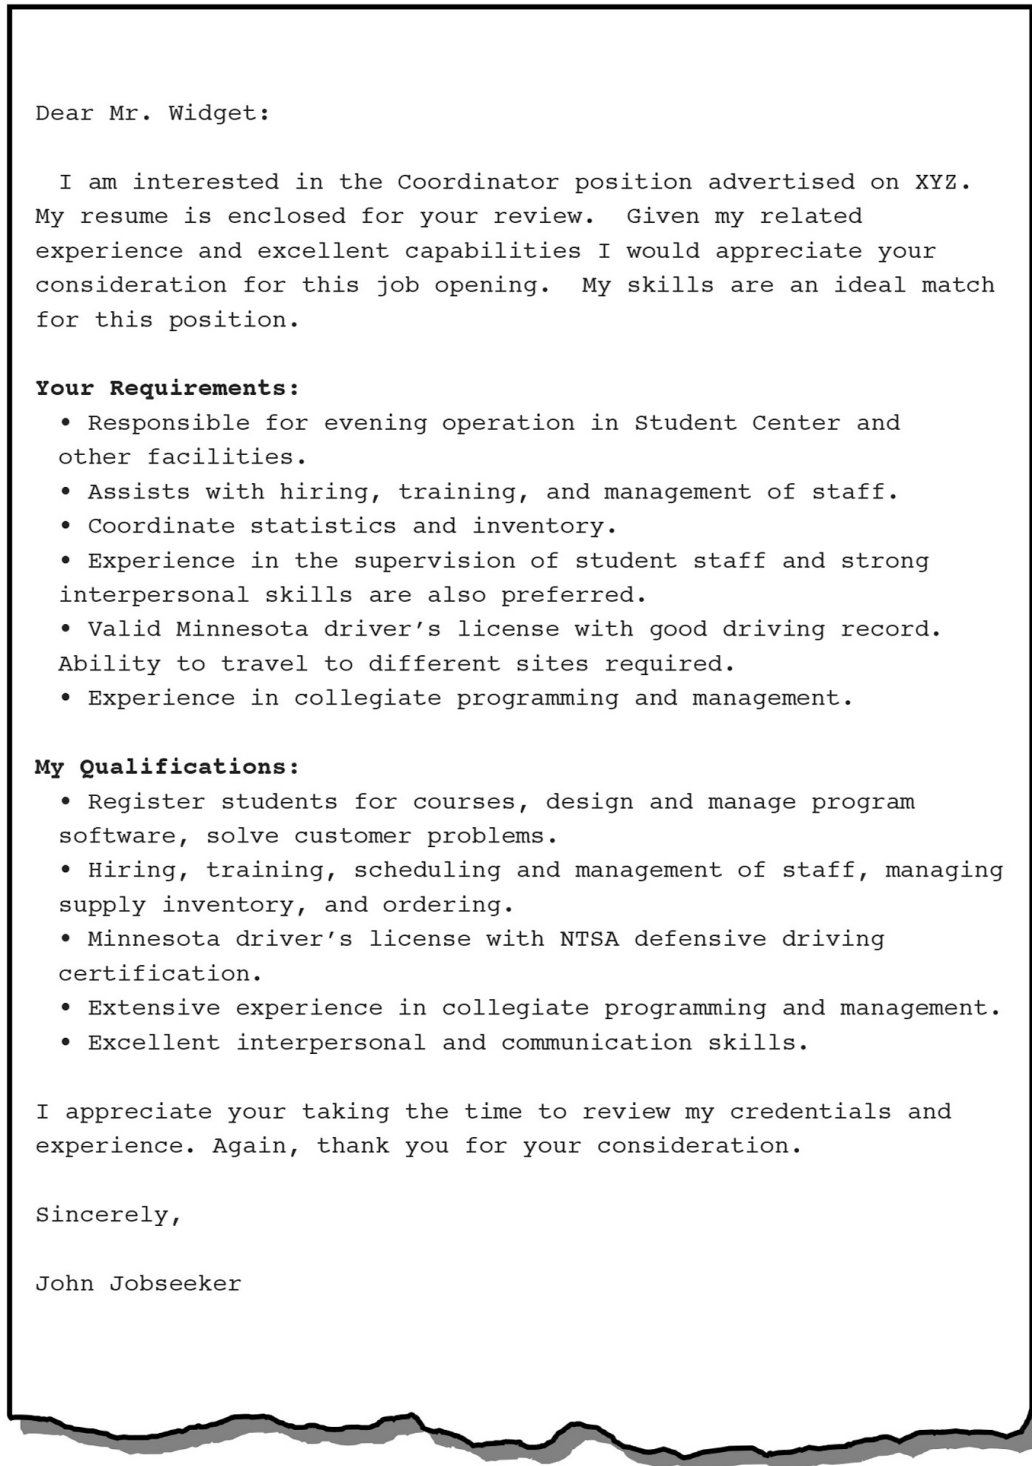 Dear Mr. Widget:
I am interested in the Coordinator position advertised on XYZ.
My resume is enclosed for your review.  Given my related
experience and excellent capabilities I would appreciate your
consideration for this job opening.  My skills are an ideal match
for this position.
Your Requirements:
• Responsible for evening operation in Student Center and
other facilities.
• Assists with hiring, training, and management of staff.
• Coordinate statistics and inventory.
• Experience in the supervision of student staff and strong
interpersonal skills are also preferred.
• Valid Minnesota driver’s license with good driving record.
Ability to travel to different sites required.
• Experience in collegiate programming and management.
My Qualifications:
• Register students for courses, design and manage program
software, solve customer problems.
• Hiring, training, scheduling and management of staff, managing
supply inventory, and ordering.
• Minnesota driver’s license with NTSA defensive driving
certification.
• Extensive experience in collegiate programming and management.
• Excellent interpersonal and communication skills.
I appreciate your taking the time to review my credentials and
experience. Again, thank you for your consideration.
Sincerely,
John Jobseeker